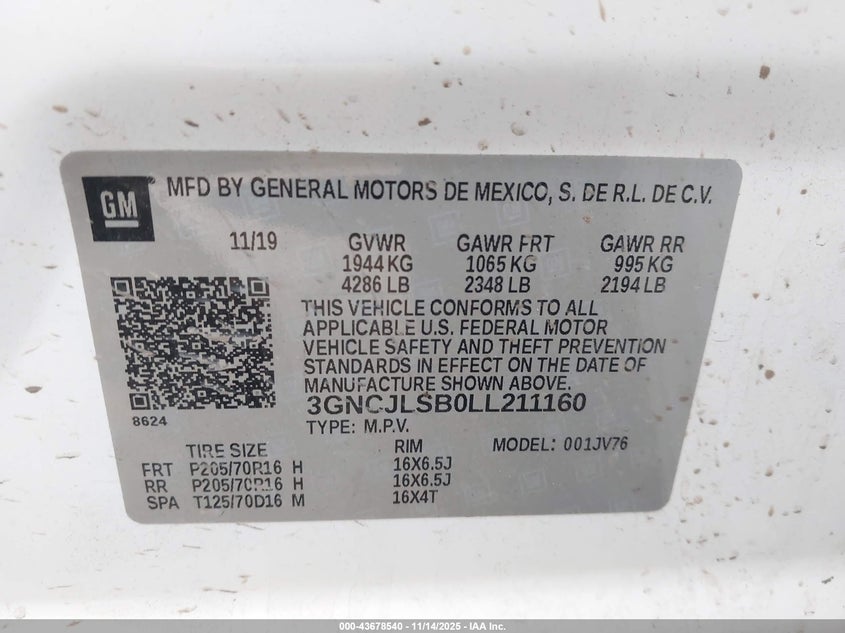 GM
MFD BY GENERAL MOTORS DE MEXICO, S. DE R.L. DE C.V.
11/19 GVWR GAWR FRT GAWR RR
1944 KG 1065 KG 995 KG
4286 LB 2348 LB 2194 LB
THIS VEHICLE CONFORMS TO ALL
APPLICABLE U.S. FEDERAL MOTOR
VEHICLE SAFETY AND THEFT PREVENTION
STANDARDS IN EFFECT ON THE DATE OF
MANUFACTURE SHOWN ABOVE.
3GNCJLSB0LL211160
8624
TYPE: M.P.V.
TIRE SIZE RIM MODEL: 001JV76
FRT P205/70R16 H 16X6.5J
RR P205/70R16 H 16X6.5J
SPA T125/70D16 M 16X4T
000-43678540 - 11/14/2025 - IAA Inc.